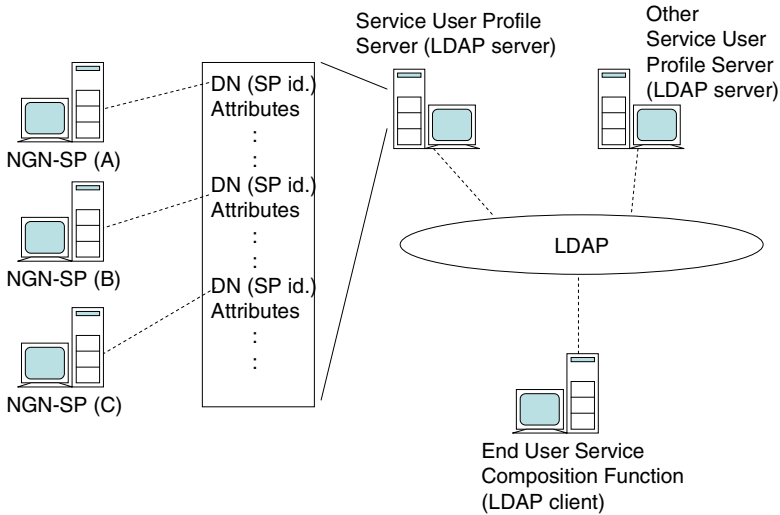 Service User Profile
Server (LDAP server)
Other
Service User
Profile Server
(LDAP server)
DN (SP id.)
Attributes
:
:
NGN-SP (A)
DN (SP id.)
Attributes
:
:
NGN-SP (B)
DN (SP id.)
Attributes
:
:
NGN-SP (C)
LDAP
End User Service
Composition Function
(LDAP client)